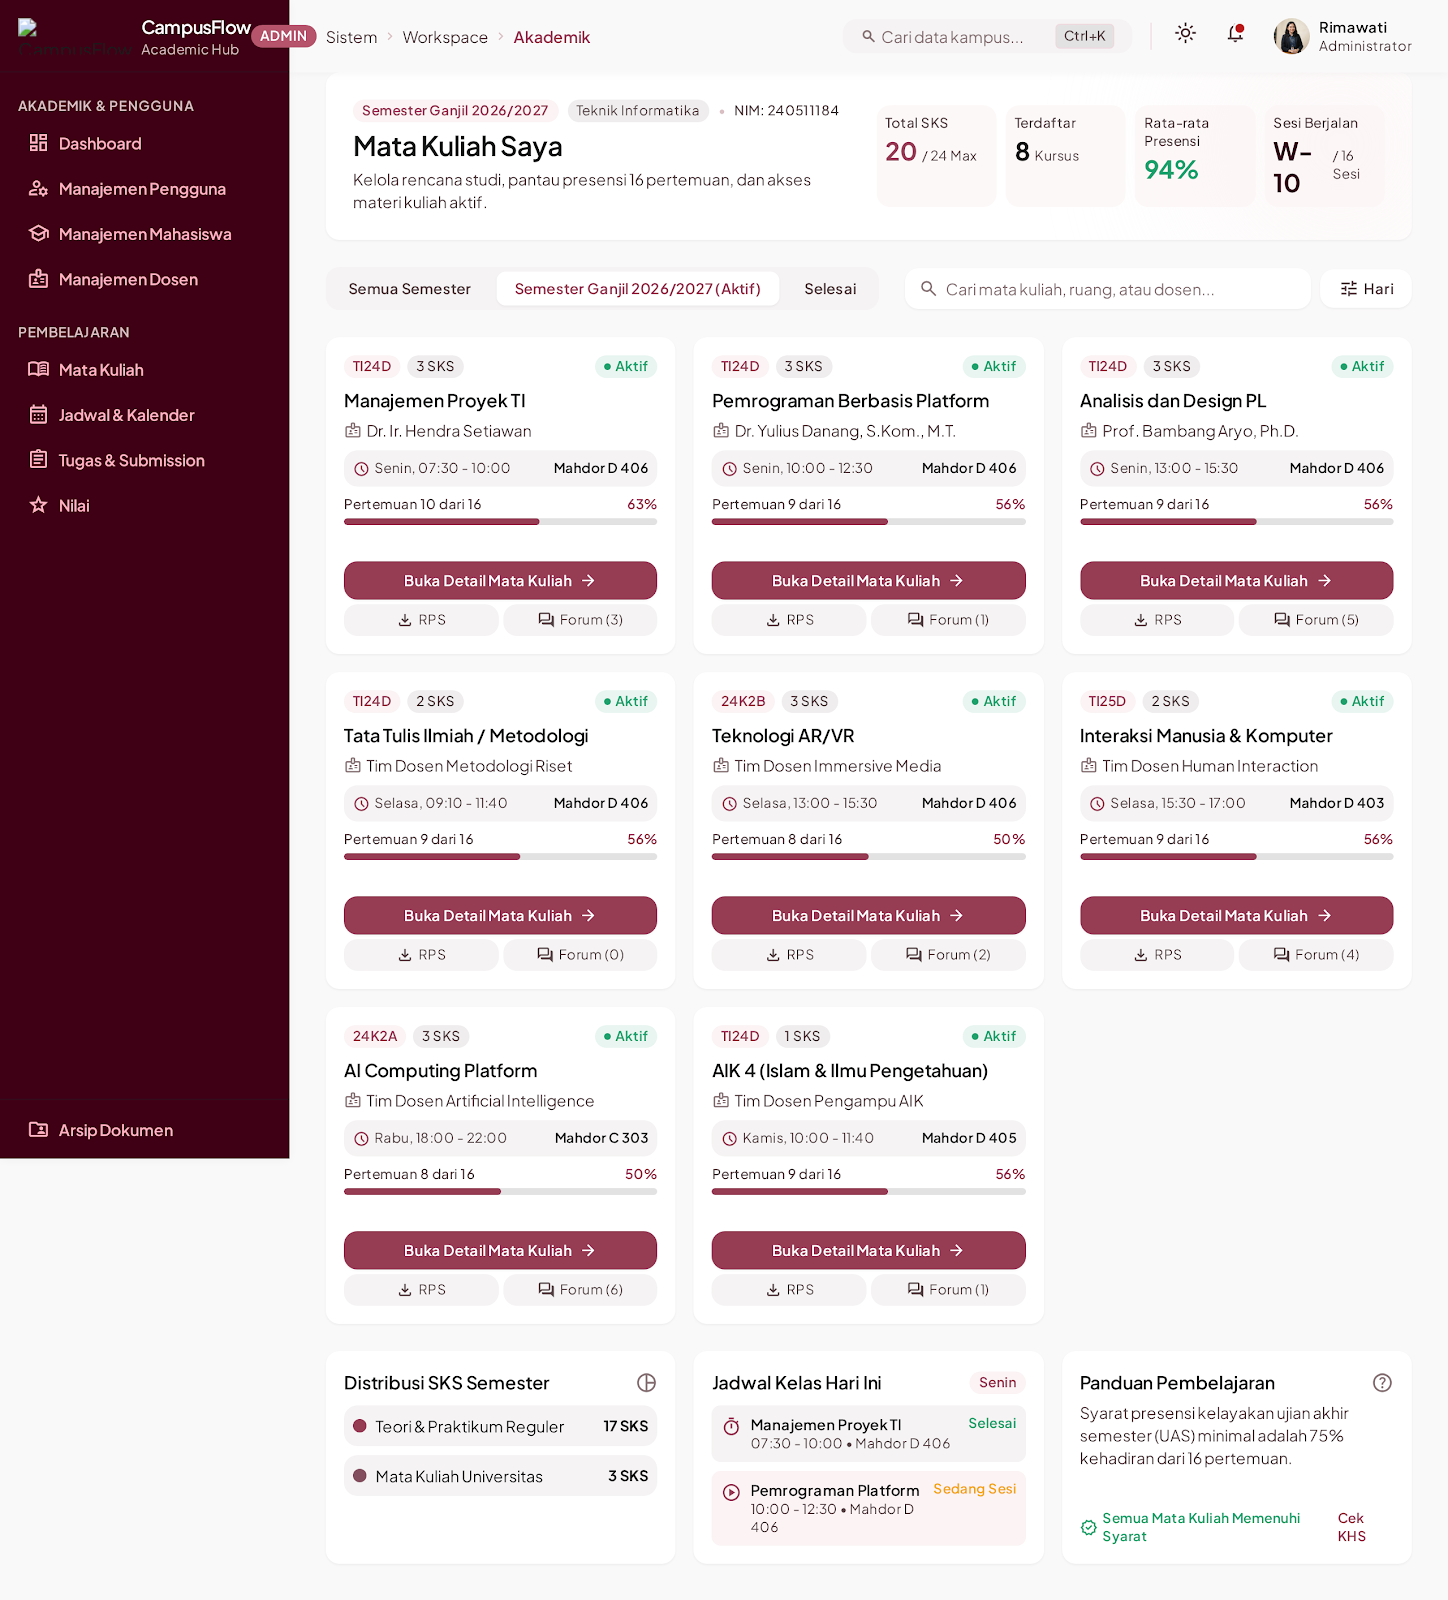 CampusFlow
CampusFlow
Academic Hub
ADMIN
Sistem
Workspace
Akademik
Cari data kampus...
Ctrl+K
Rimawati
Administrator
AKADEMIK & PENGGUNA
Dashboard
Manajemen Pengguna
Manajemen Mahasiswa
Manajemen Dosen
PEMBELAJARAN
Mata Kuliah
Jadwal & Kalender
Tugas & Submission
Nilai
Arsip Dokumen
Semester Ganjil 2026/2027
Teknik Informatika
• NIM: 240511184
Mata Kuliah Saya
Kelola rencana studi, pantau presensi 16 pertemuan, dan akses
materi kuliah aktif.
Total SKS
20 / 24 Max
Terdaftar
8 Kursus
Rata-rata
Presensi
94%
Sesi Berjalan
W-
10
/ 16
Sesi
Semua Semester
Semester Ganjil 2026/2027 (Aktif)
Selesai
Cari mata kuliah, ruang, atau dosen...
Hari
TI24D
3 SKS
Aktif
Manajemen Proyek TI
Dr. Ir. Hendra Setiawan
Senin, 07:30 - 10:00
Mahdor D 406
Pertemuan 10 dari 16
63%
Buka Detail Mata Kuliah
RPS
Forum (3)
TI24D
3 SKS
Aktif
Pemrograman Berbasis Platform
Dr. Yulius Danang, S.Kom., M.T.
Senin, 10:00 - 12:30
Mahdor D 406
Pertemuan 9 dari 16
56%
Buka Detail Mata Kuliah
RPS
Forum (1)
TI24D
3 SKS
Aktif
Analisis dan Design PL
Prof. Bambang Aryo, Ph.D.
Senin, 13:00 - 15:30
Mahdor D 406
Pertemuan 9 dari 16
56%
Buka Detail Mata Kuliah
RPS
Forum (5)
TI24D
2 SKS
Aktif
Tata Tulis Ilmiah / Metodologi
Tim Dosen Metodologi Riset
Selasa, 09:10 - 11:40
Mahdor D 406
Pertemuan 9 dari 16
56%
Buka Detail Mata Kuliah
RPS
Forum (0)
24K2B
3 SKS
Aktif
Teknologi AR/VR
Tim Dosen Immersive Media
Selasa, 13:00 - 15:30
Mahdor D 406
Pertemuan 8 dari 16
50%
Buka Detail Mata Kuliah
RPS
Forum (2)
TI25D
2 SKS
Aktif
Interaksi Manusia & Komputer
Tim Dosen Human Interaction
Selasa, 15:30 - 17:00
Mahdor D 403
Pertemuan 9 dari 16
56%
Buka Detail Mata Kuliah
RPS
Forum (4)
24K2A
3 SKS
Aktif
AI Computing Platform
Tim Dosen Artificial Intelligence
Rabu, 18:00 - 22:00
Mahdor C 303
Pertemuan 8 dari 16
50%
Buka Detail Mata Kuliah
RPS
Forum (6)
TI24D
1 SKS
Aktif
AIK 4 (Islam & Ilmu Pengetahuan)
Tim Dosen Pengampu AIK
Kamis, 10:00 - 11:40
Mahdor D 405
Pertemuan 9 dari 16
56%
Buka Detail Mata Kuliah
RPS
Forum (1)
Distribusi SKS Semester
Teori & Praktikum Reguler
17 SKS
Mata Kuliah Universitas
3 SKS
Jadwal Kelas Hari Ini
Senin
Manajemen Proyek TI
Selesai
07:30 - 10:00 • Mahdor D 406
Pemrograman Platform
Sedang Sesi
10:00 - 12:30 • Mahdor D
406
Panduan Pembelajaran
Syarat presensi kelayakan ujian akhir
semester (UAS) minimal adalah 75%
kehadiran dari 16 pertemuan.
Semua Mata Kuliah Memenuhi
Syarat
Cek
KHS